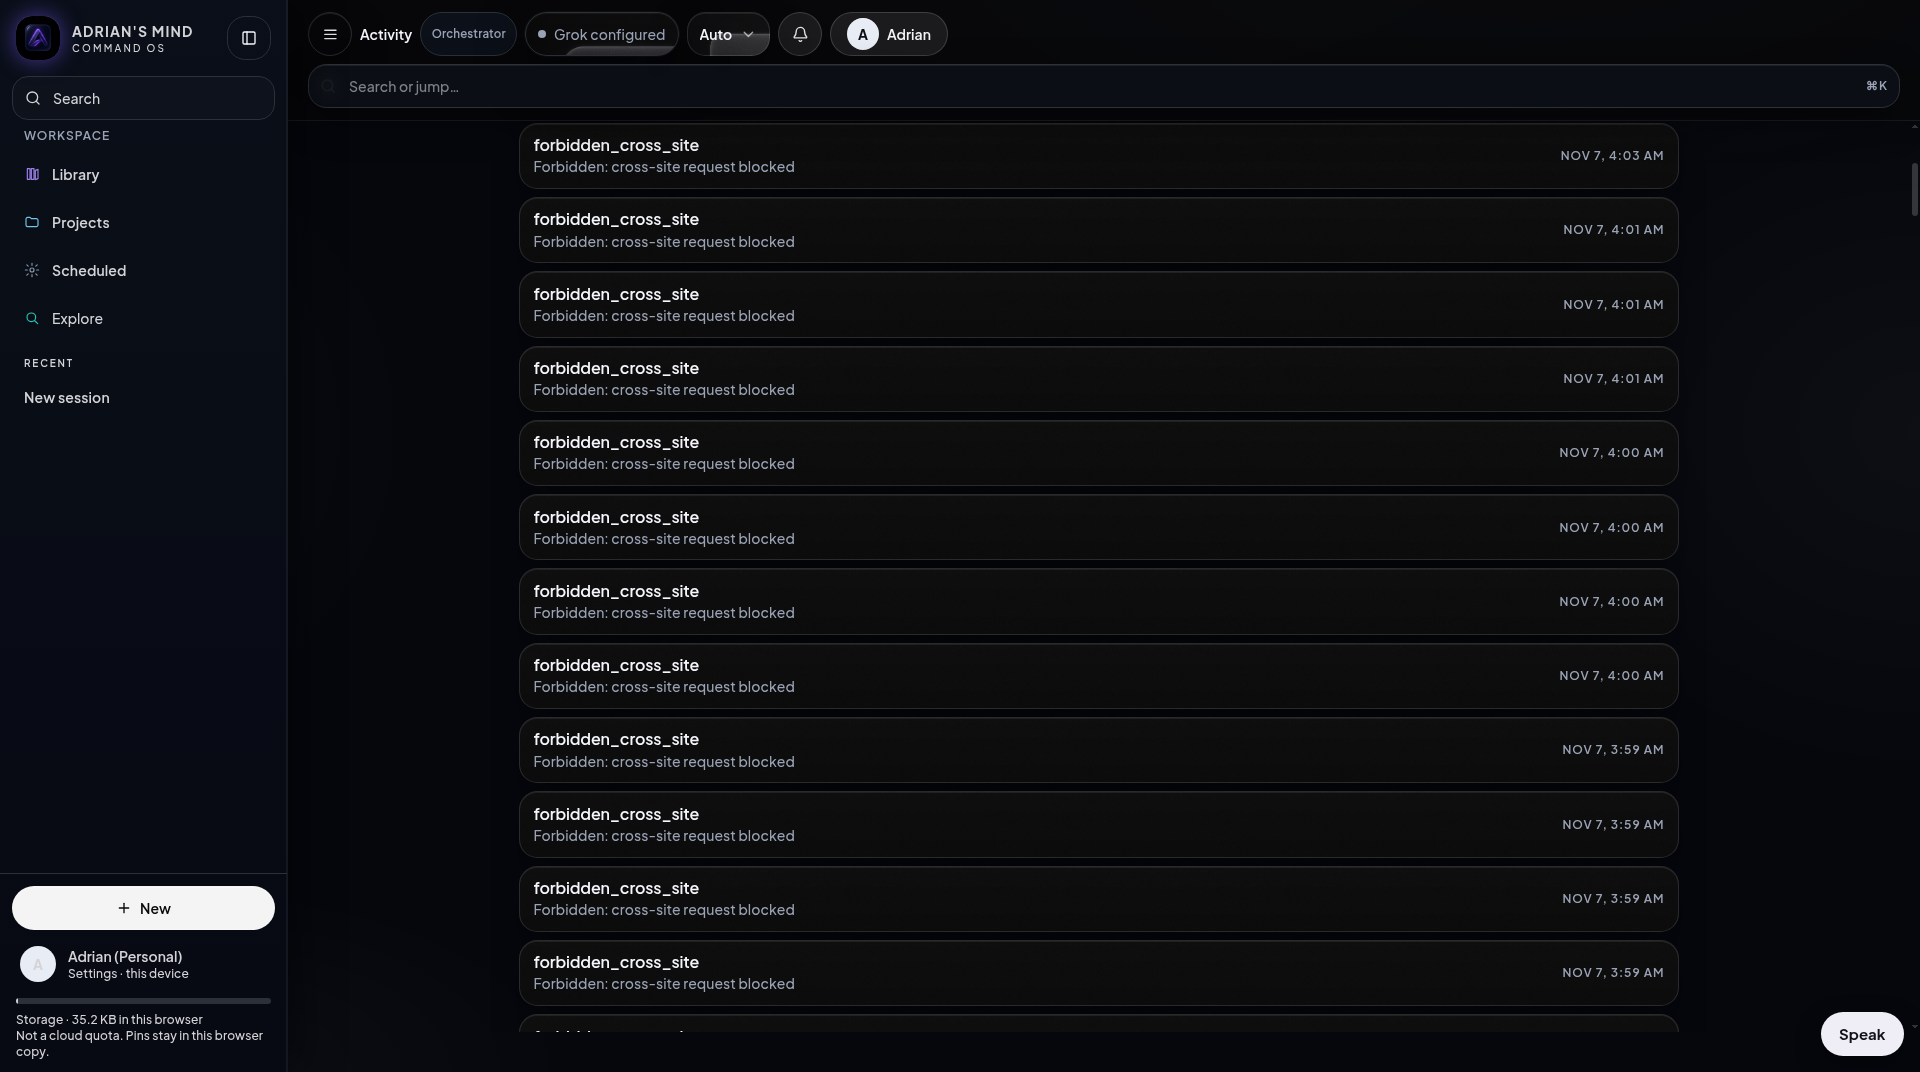 ADRIAN'S MIND
COMMAND OS
Search
WORKSPACE
Library
Projects
Scheduled
Explore
RECENT
New session
+ New
A
Adrian (Personal)
Settings · this device
Storage · 35.2 KB in this browser
Not a cloud quota. Pins stay in this browser
copy.
Activity
Orchestrator
Grok configured
Auto
A
Adrian
Search or jump...
⌘K
forbidden_cross_site
Forbidden: cross-site request blocked
NOV 7, 4:03 AM
forbidden_cross_site
Forbidden: cross-site request blocked
NOV 7, 4:01 AM
forbidden_cross_site
Forbidden: cross-site request blocked
NOV 7, 4:01 AM
forbidden_cross_site
Forbidden: cross-site request blocked
NOV 7, 4:01 AM
forbidden_cross_site
Forbidden: cross-site request blocked
NOV 7, 4:00 AM
forbidden_cross_site
Forbidden: cross-site request blocked
NOV 7, 4:00 AM
forbidden_cross_site
Forbidden: cross-site request blocked
NOV 7, 4:00 AM
forbidden_cross_site
Forbidden: cross-site request blocked
NOV 7, 4:00 AM
forbidden_cross_site
Forbidden: cross-site request blocked
NOV 7, 3:59 AM
forbidden_cross_site
Forbidden: cross-site request blocked
NOV 7, 3:59 AM
forbidden_cross_site
Forbidden: cross-site request blocked
NOV 7, 3:59 AM
forbidden_cross_site
Forbidden: cross-site request blocked
NOV 7, 3:59 AM
Speak